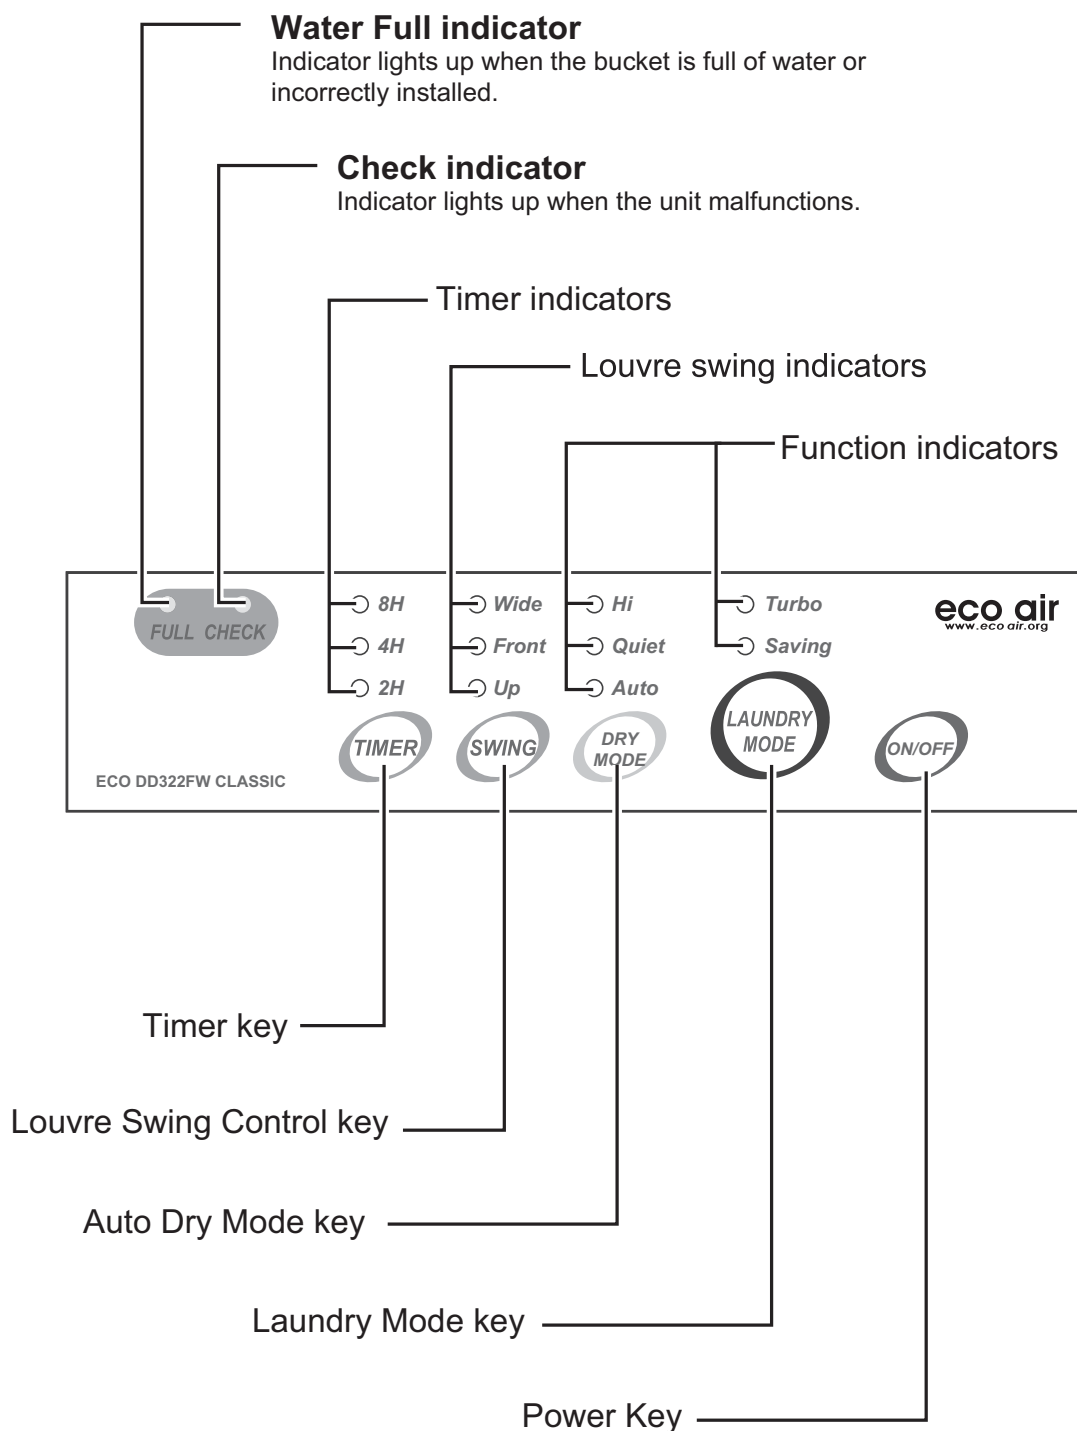 Water Full indicator
Indicator lights up when the bucket is full of water or
incorrectly installed.
Check indicator
Indicator lights up when the unit malfunctions.
Timer indicators
Louvre swing indicators
Function indicators
FULL CHECK
8H
4H
2H
Wide
Front
Up
Hi
Quiet
Auto
Turbo
Saving
eco air
www.eco air.org
TIMER
SWING
DRY
MODE
LAUNDRY
MODE
ON/OFF
ECO DD322FW CLASSIC
Timer key
Louvre Swing Control key
Auto Dry Mode key
Laundry Mode key
Power Key